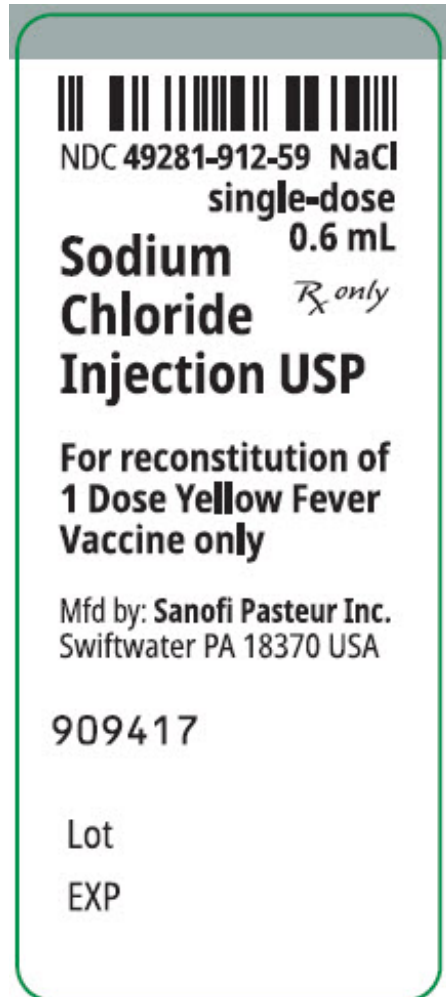 NDC 49281-912-59 NaCl
single-dose
0.6 mL
Sodium
Chloride
Rx only
Injection USP
For reconstitution of
1 Dose Yellow Fever
Vaccine only
Mfd by: Sanofi Pasteur Inc.
Swiftwater PA 18370 USA
909417
Lot
EXP